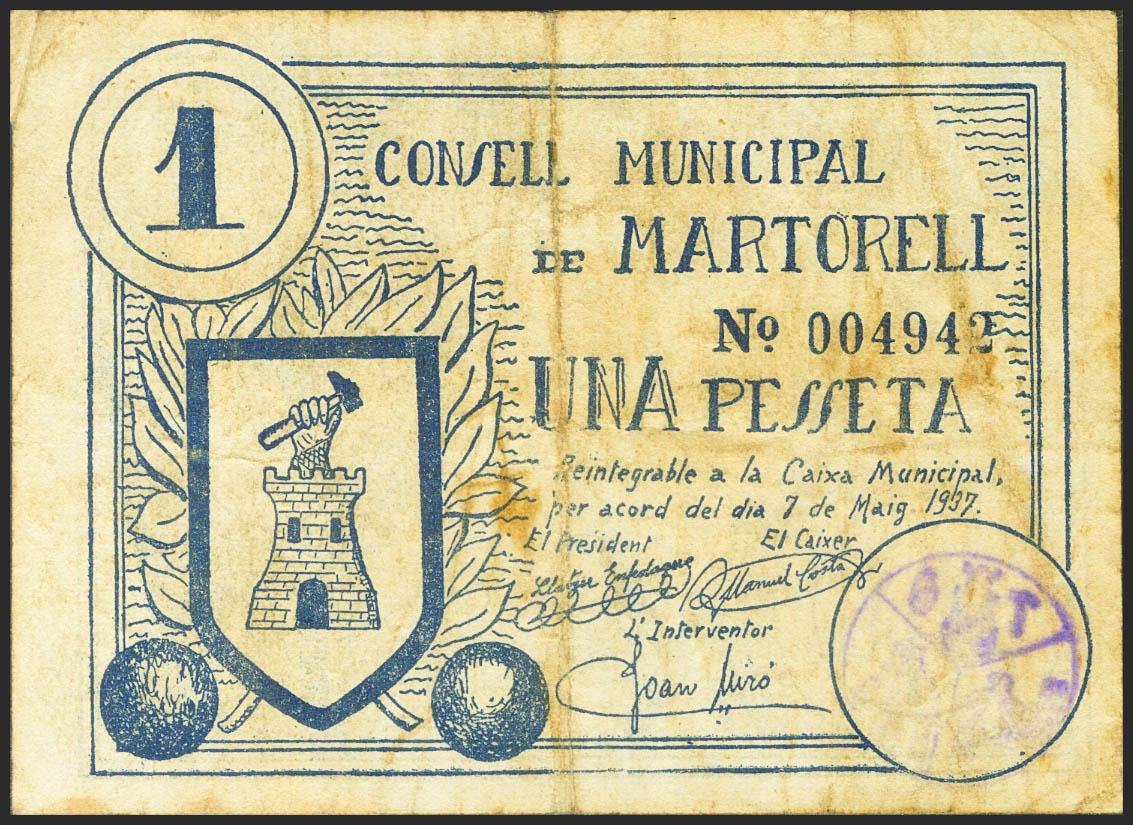 1
CONSELL MUNICIPAL
DE MARTORELL
Nº 004942
UNA PESSETA
Reintegrable a la Caixa Municipal,
per acord del dia 7 de Maig 1937.
El President El Caixer
Manuel Costa
L'Interventor
Joan Miró